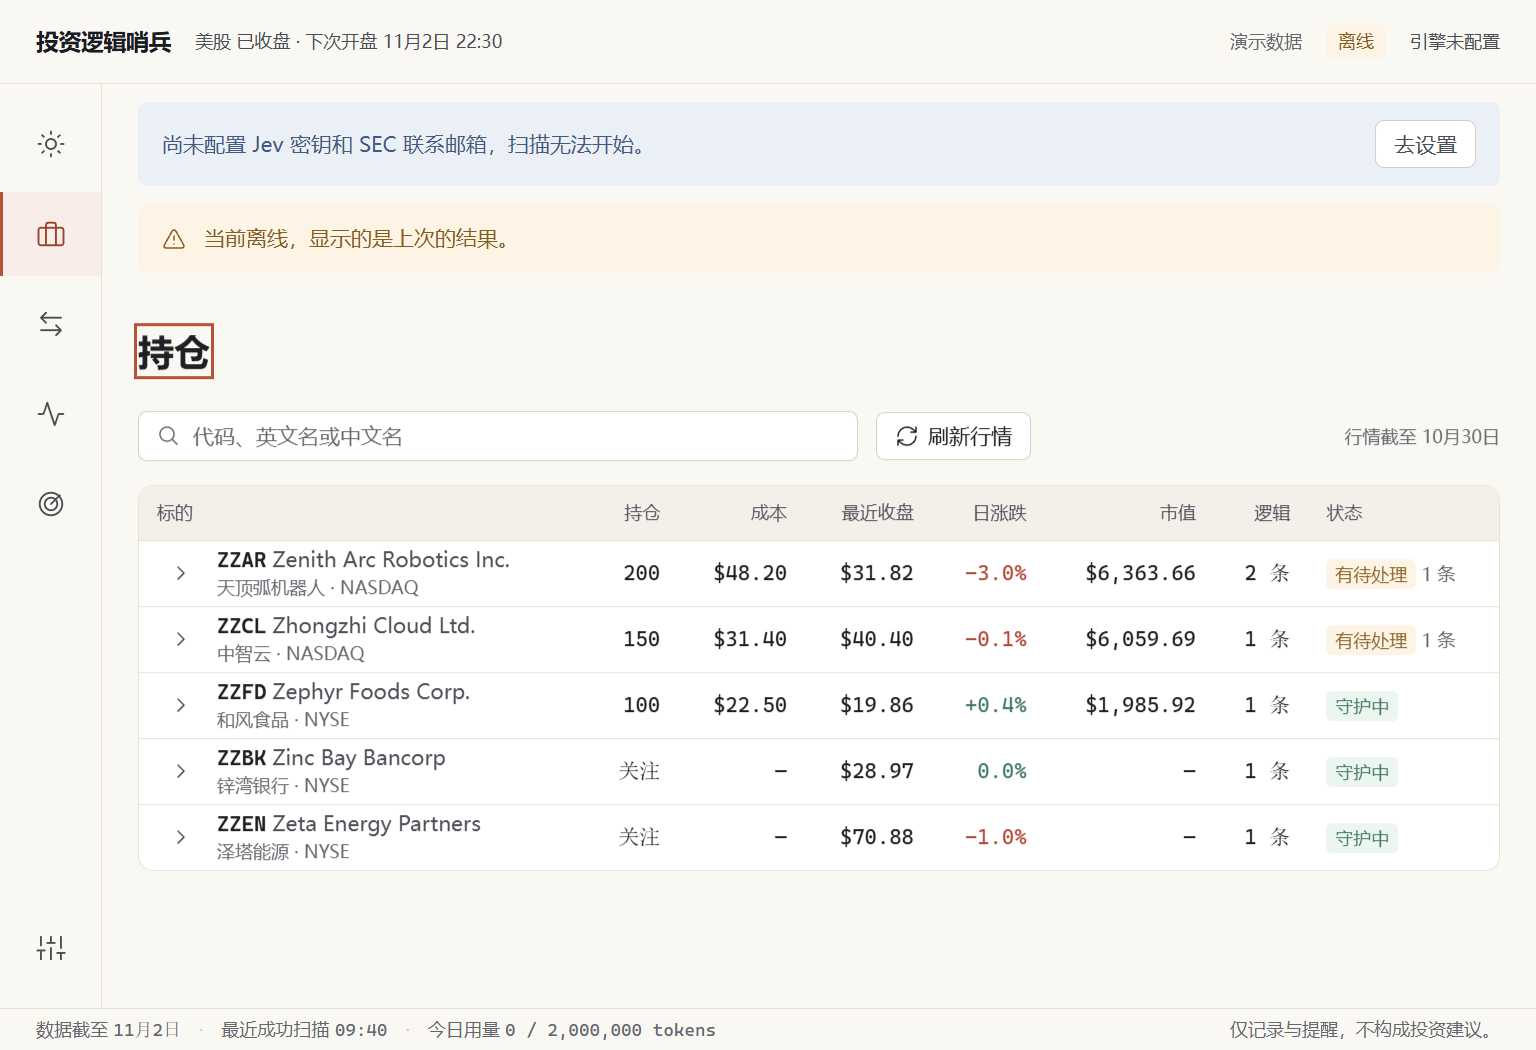 投资逻辑哨兵 美股 已收盘 · 下次开盘 11月2日 22:30 演示数据 离线 引擎未配置
尚未配置 Jev 密钥和 SEC 联系邮箱，扫描无法开始。 去设置
当前离线，显示的是上次的结果。
持仓
代码、英文名或中文名 刷新行情 行情截至 10月30日
标的 持仓 成本 最近收盘 日涨跌 市值 逻辑 状态
ZZAR Zenith Arc Robotics Inc.
天顶弧机器人 · NASDAQ
200 $48.20 $31.82 −3.0% $6,363.66 2 条 有待处理 1 条
ZZCL Zhongzhi Cloud Ltd.
中智云 · NASDAQ
150 $31.40 $40.40 −0.1% $6,059.69 1 条 有待处理 1 条
ZZFD Zephyr Foods Corp.
和风食品 · NYSE
100 $22.50 $19.86 +0.4% $1,985.92 1 条 守护中
ZZBK Zinc Bay Bancorp
锌湾银行 · NYSE
关注 – $28.97 0.0% – 1 条 守护中
ZZEN Zeta Energy Partners
泽塔能源 · NYSE
关注 – $70.88 −1.0% – 1 条 守护中
数据截至 11月2日 · 最近成功扫描 09:40 · 今日用量 0 / 2,000,000 tokens 仅记录与提醒，不构成投资建议。